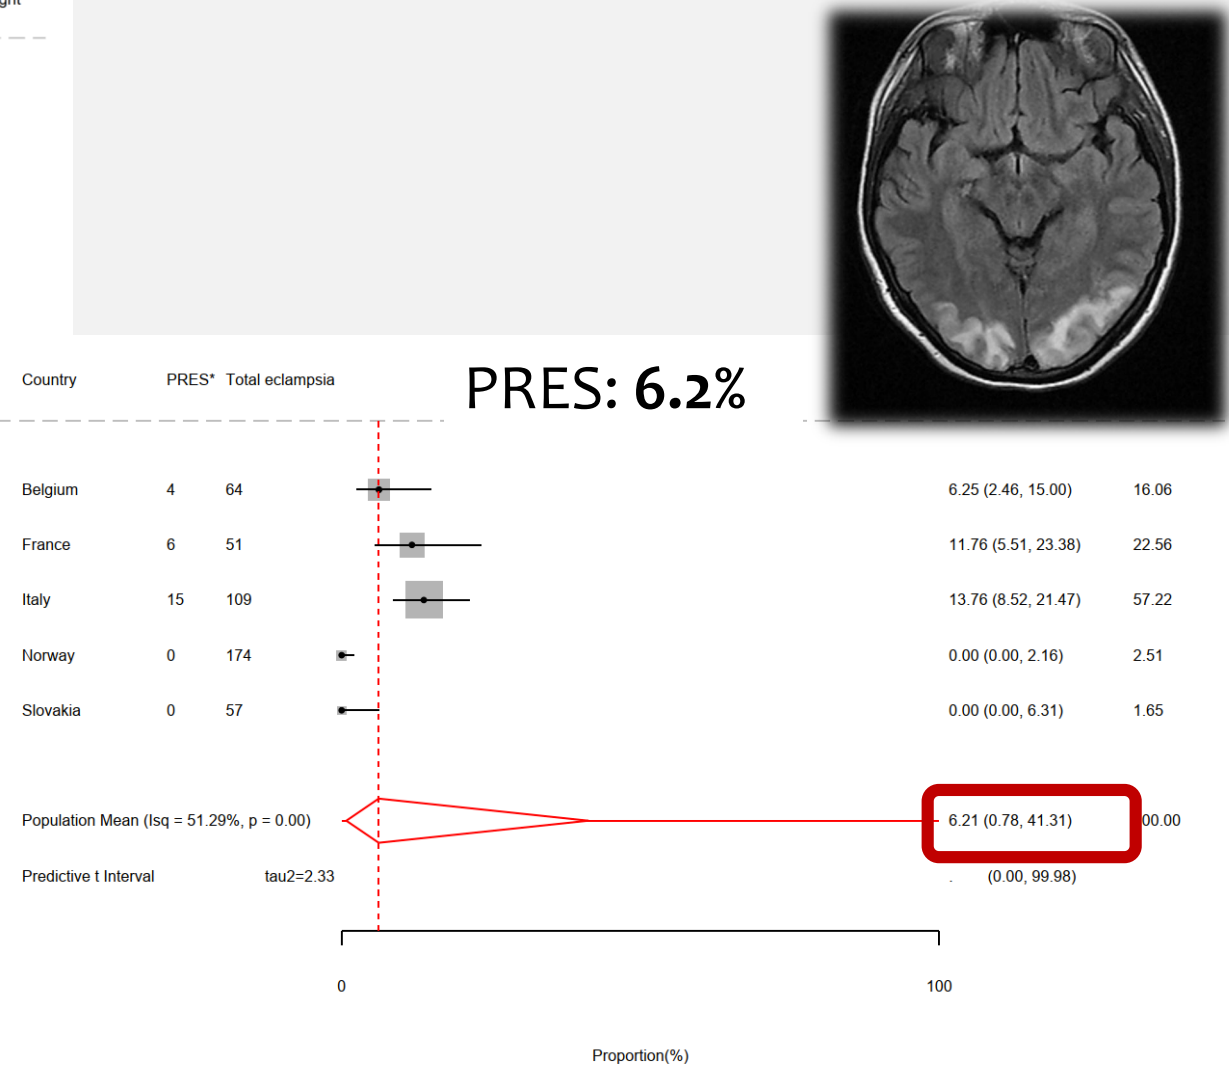 PRES: 6.2%
Country PRES* Total eclampsia
Belgium 4 64 6.25 (2.46, 15.00) 16.06
France 6 51 11.76 (5.51, 23.38) 22.56
Italy 15 109 13.76 (8.52, 21.47) 57.22
Norway 0 174 0.00 (0.00, 2.16) 2.51
Slovakia 0 57 0.00 (0.00, 6.31) 1.65
Population Mean (Isq = 51.29%, p = 0.00) 6.21 (0.78, 41.31) 00.00
Predictive t Interval tau2=2.33 . (0.00, 99.98)
0 100
Proportion(%)